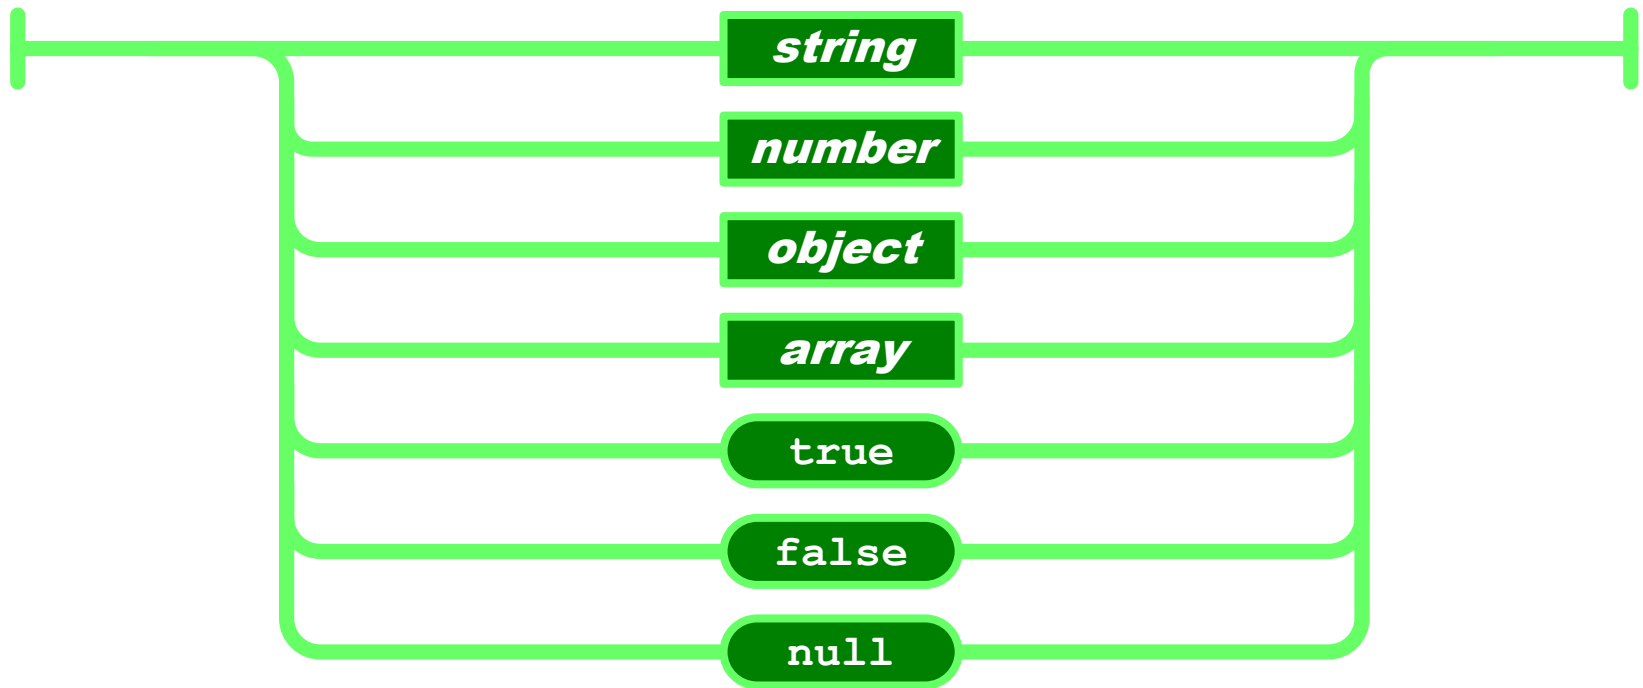 string
number
object
array
true
false
null